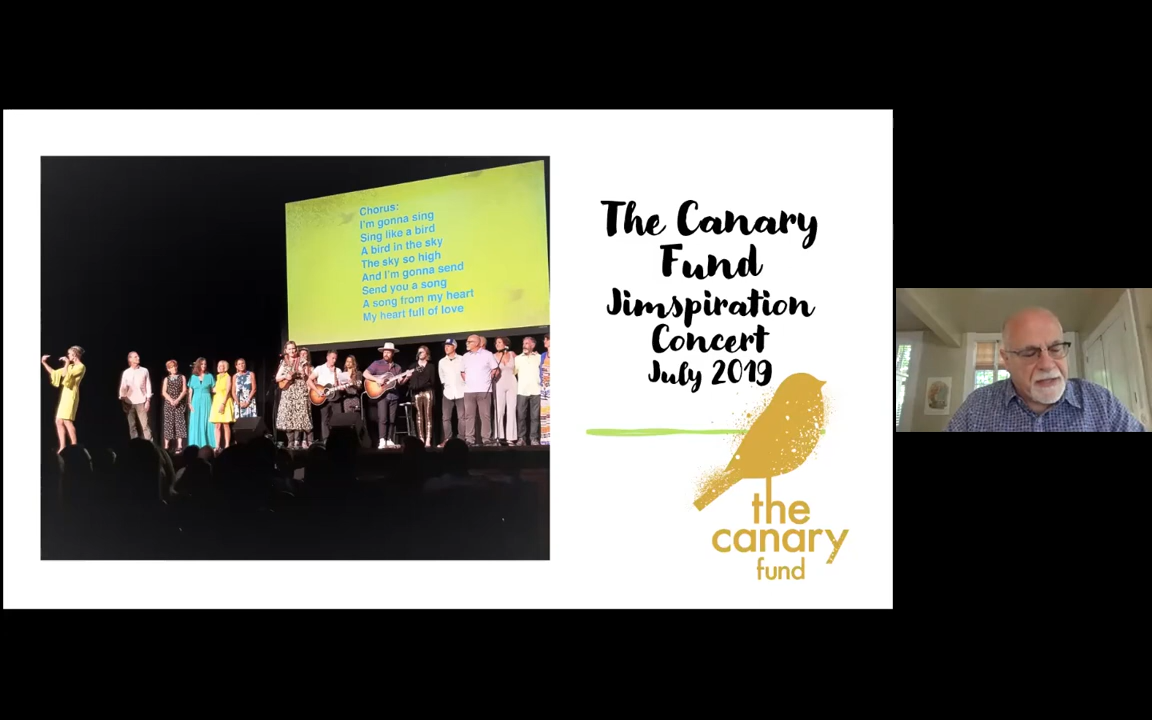 Chorus:
I'm gonna sing
Sing like a bird
A bird in the sky
The sky so high
And I'm gonna send
Send you a song
A song from my heart
My heart full of love
The Canary
Fund
Jimspiration
Concert
July 2019
the
canary
fund